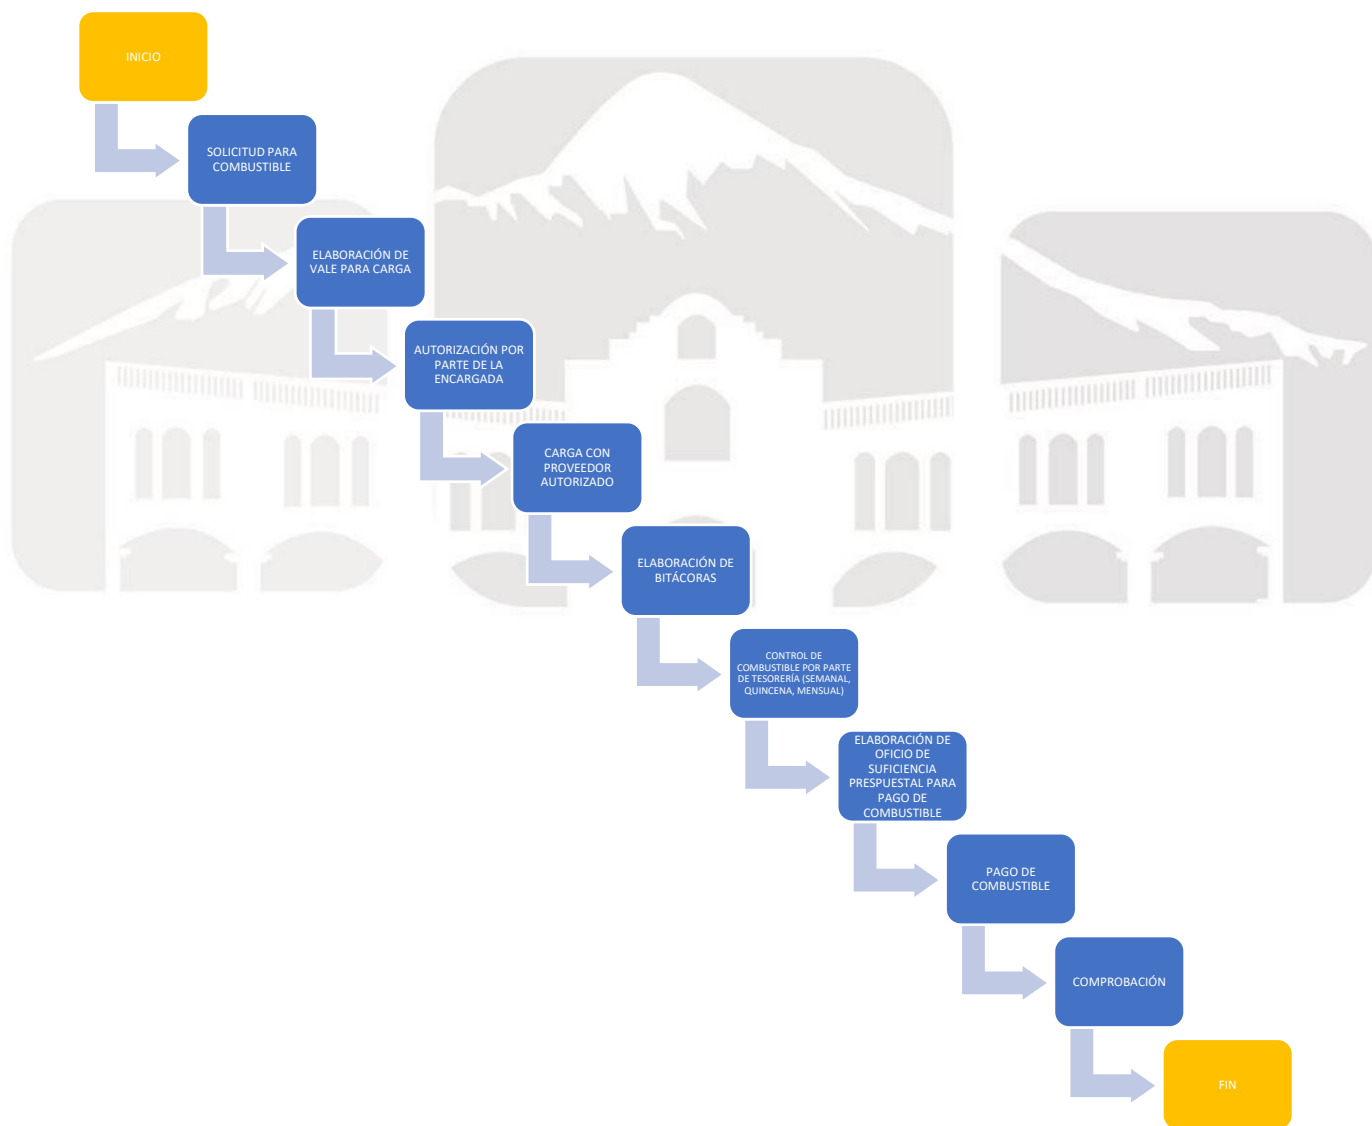 INICIO
SOLICITUD PARA
COMBUSTIBLE
ELABORACIÓN DE
VALE PARA CARGA
AUTORIZACIÓN POR
PARTE DE LA
ENCARGADA
CARGA CON
PROVEEDOR
AUTORIZADO
ELABORACIÓN DE
BITÁCORAS
CONTROL DE
COMBUSTIBLE POR PARTE
DE TESORERÍA (SEMANAL,
QUINCENA, MENSUAL)
ELABORACIÓN DE
OFICIO DE
SUFICIENCIA
PRESPUESTAL PARA
PAGO DE
COMBUSTIBLE
PAGO DE
COMBUSTIBLE
COMPROBACIÓN
FIN